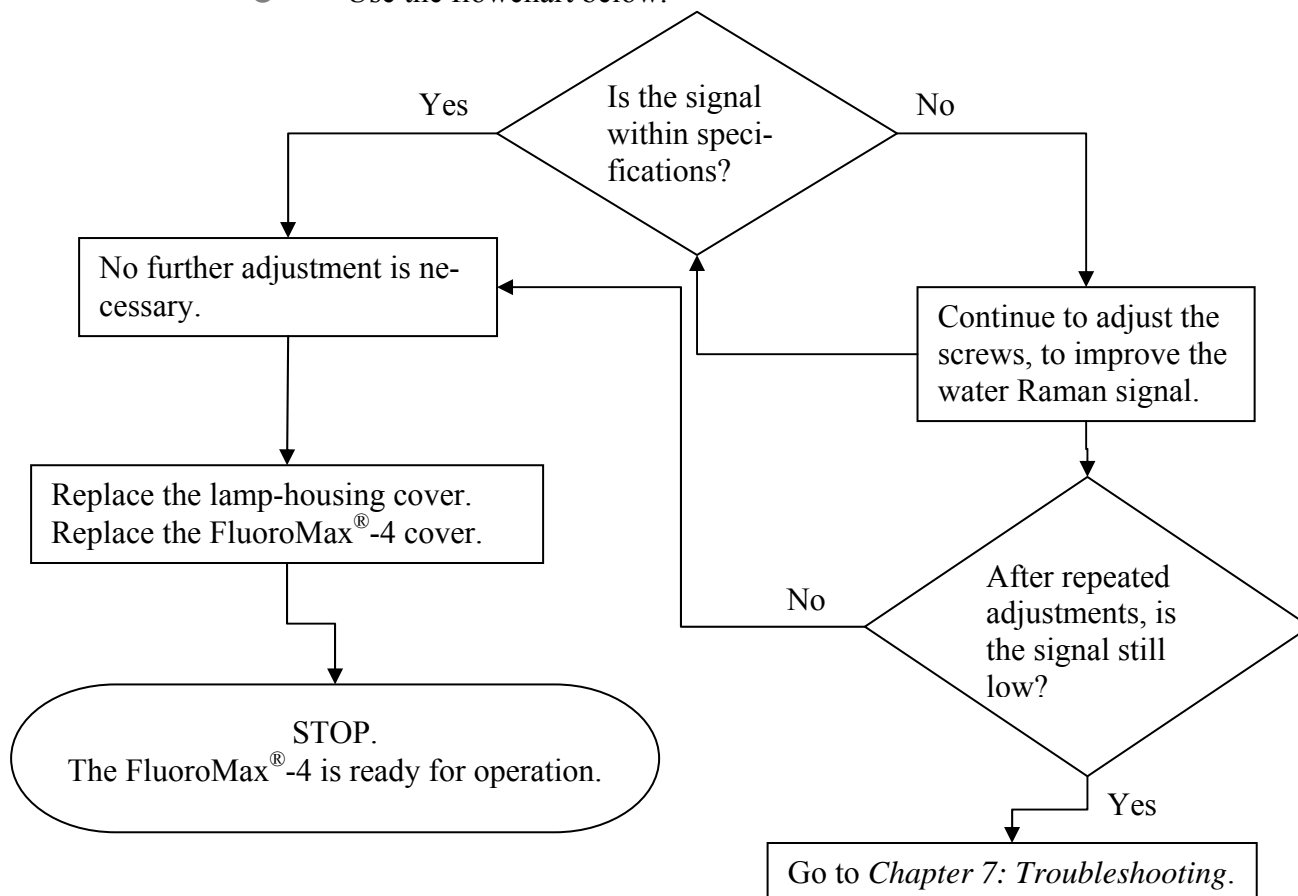 Use the flowchart below.
Yes
Is the signal
within speci-
fications?
No
No further adjustment is ne-
cessary.
Continue to adjust the
screws, to improve the
water Raman signal.
Replace the lamp-housing cover.
Replace the FluoroMax®-4 cover.
No
After repeated
adjustments, is
the signal still
low?
STOP.
The FluoroMax®-4 is ready for operation.
Yes
Go to Chapter 7: Troubleshooting.